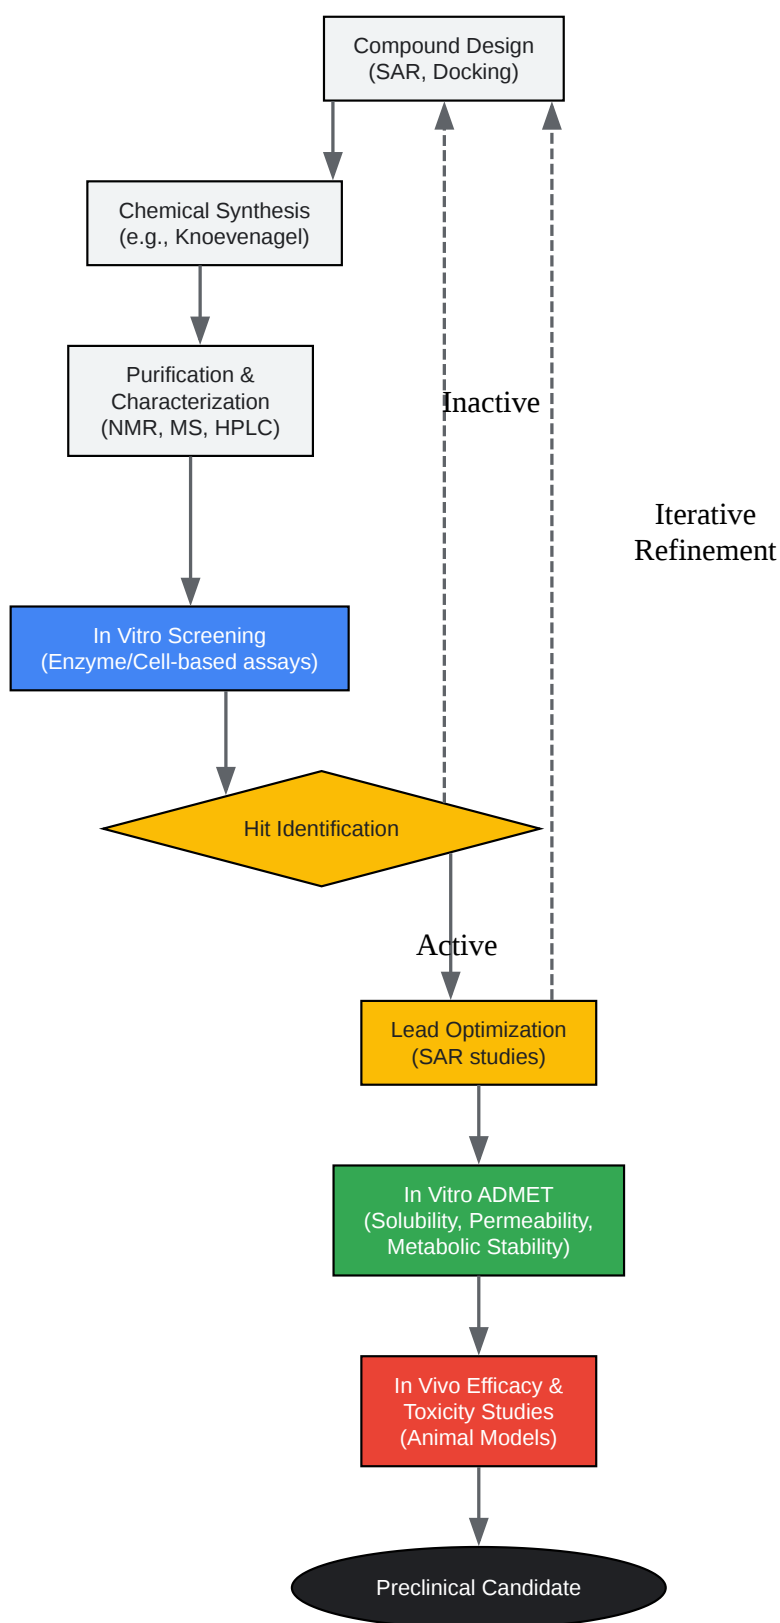 Compound Design
(SAR, Docking)
Chemical Synthesis
(e.g., Knoevenagel)
Purification &
Characterization
(NMR, MS, HPLC)
Inactive
Iterative
Refinement
In Vitro Screening
(Enzyme/Cell-based assays)
Hit Identification
Active
Lead Optimization
(SAR studies)
In Vitro ADMET
(Solubility, Permeability,
Metabolic Stability)
In Vivo Efficacy &
Toxicity Studies
(Animal Models)
Preclinical Candidate